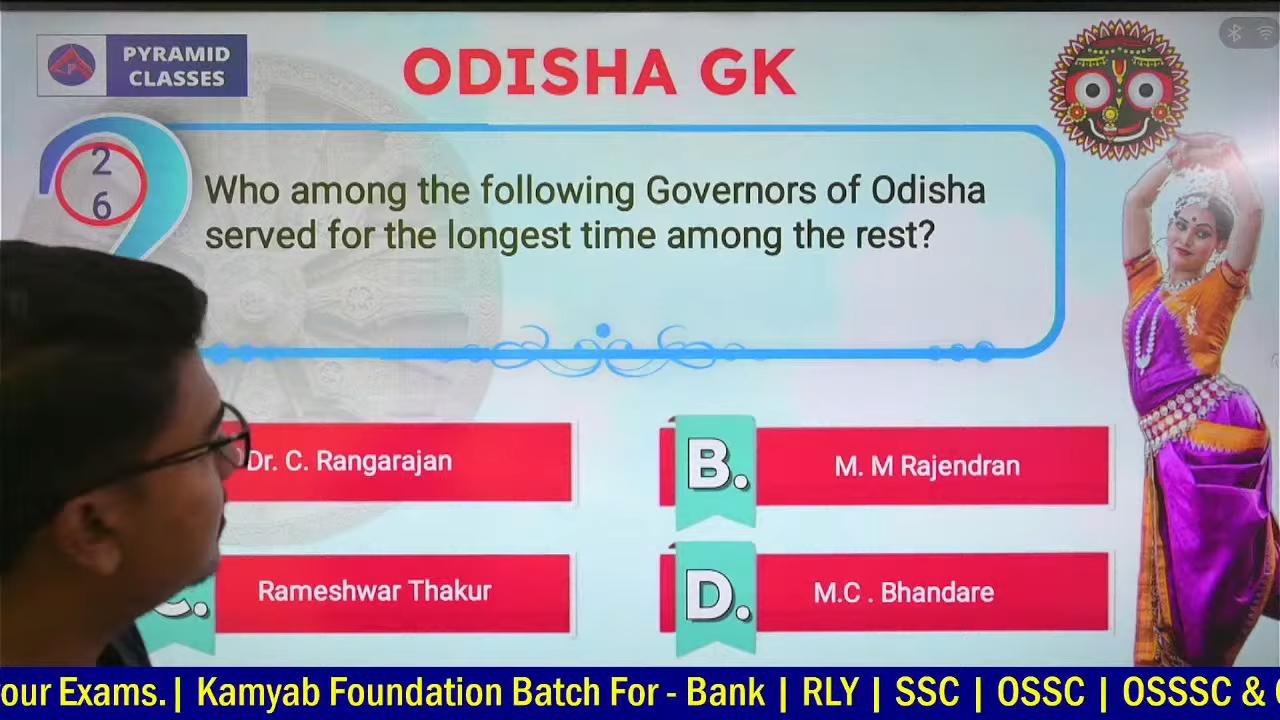 PYRAMID
CLASSES
ODISHA GK
2
6
Who among the following Governors of Odisha
served for the longest time among the rest?
Dr. C. Rangarajan
B.
M. M Rajendran
C.
Rameshwar Thakur
D.
M.C . Bhandare
our Exams.| Kamyab Foundation Batch For - Bank | RLY | SSC | OSSC | OSSSC &